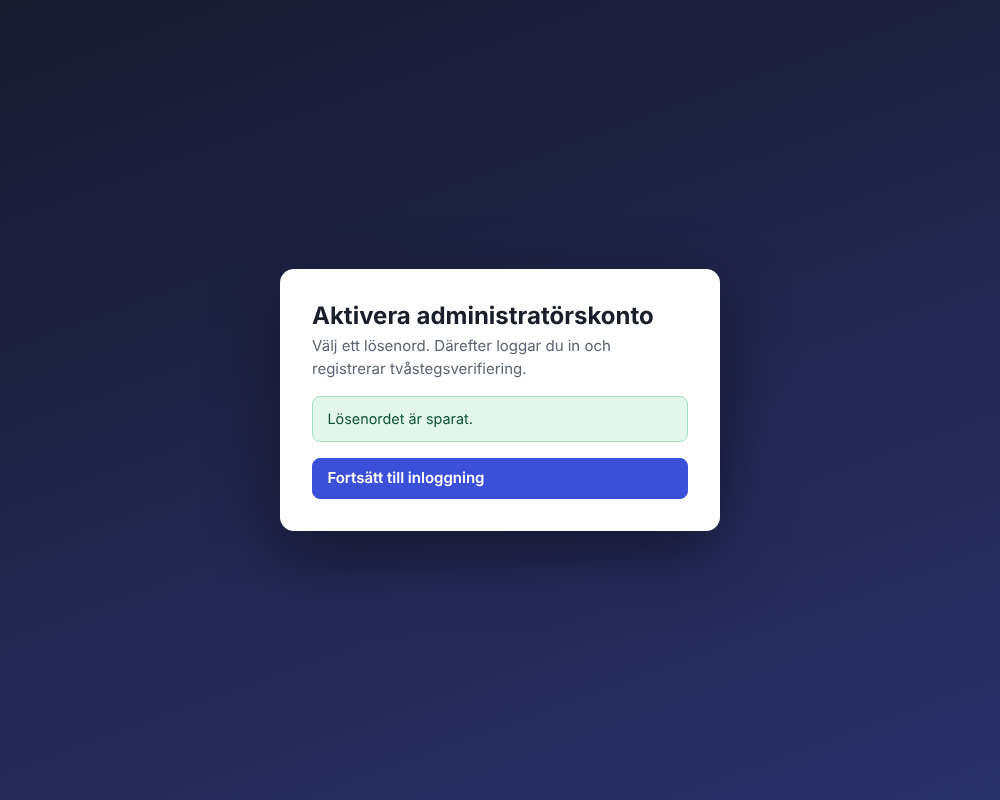 Aktivera administratörskonto
Välj ett lösenord. Därefter loggar du in och
registrerar tvåstegsverifiering.
Lösenordet är sparat.
Fortsätt till inloggning